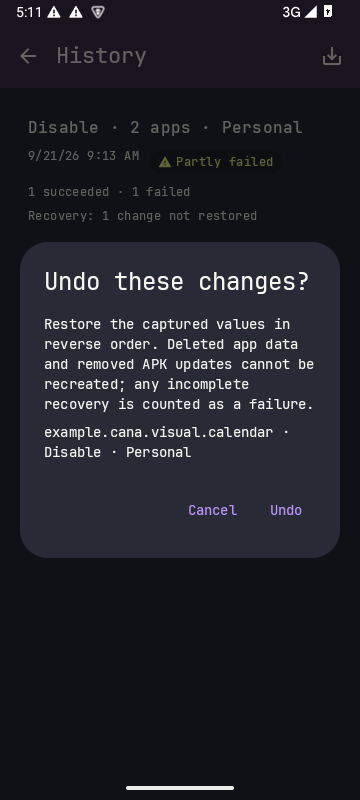 5:11
3G
History
Disable · 2 apps · Personal
9/21/26 9:13 AM
Partly failed
1 succeeded · 1 failed
Recovery: 1 change not restored
Undo these changes?
Restore the captured values in
reverse order. Deleted app data
and removed APK updates cannot be
recreated; any incomplete
recovery is counted as a failure.
example.cana.visual.calendar ·
Disable · Personal
Cancel
Undo